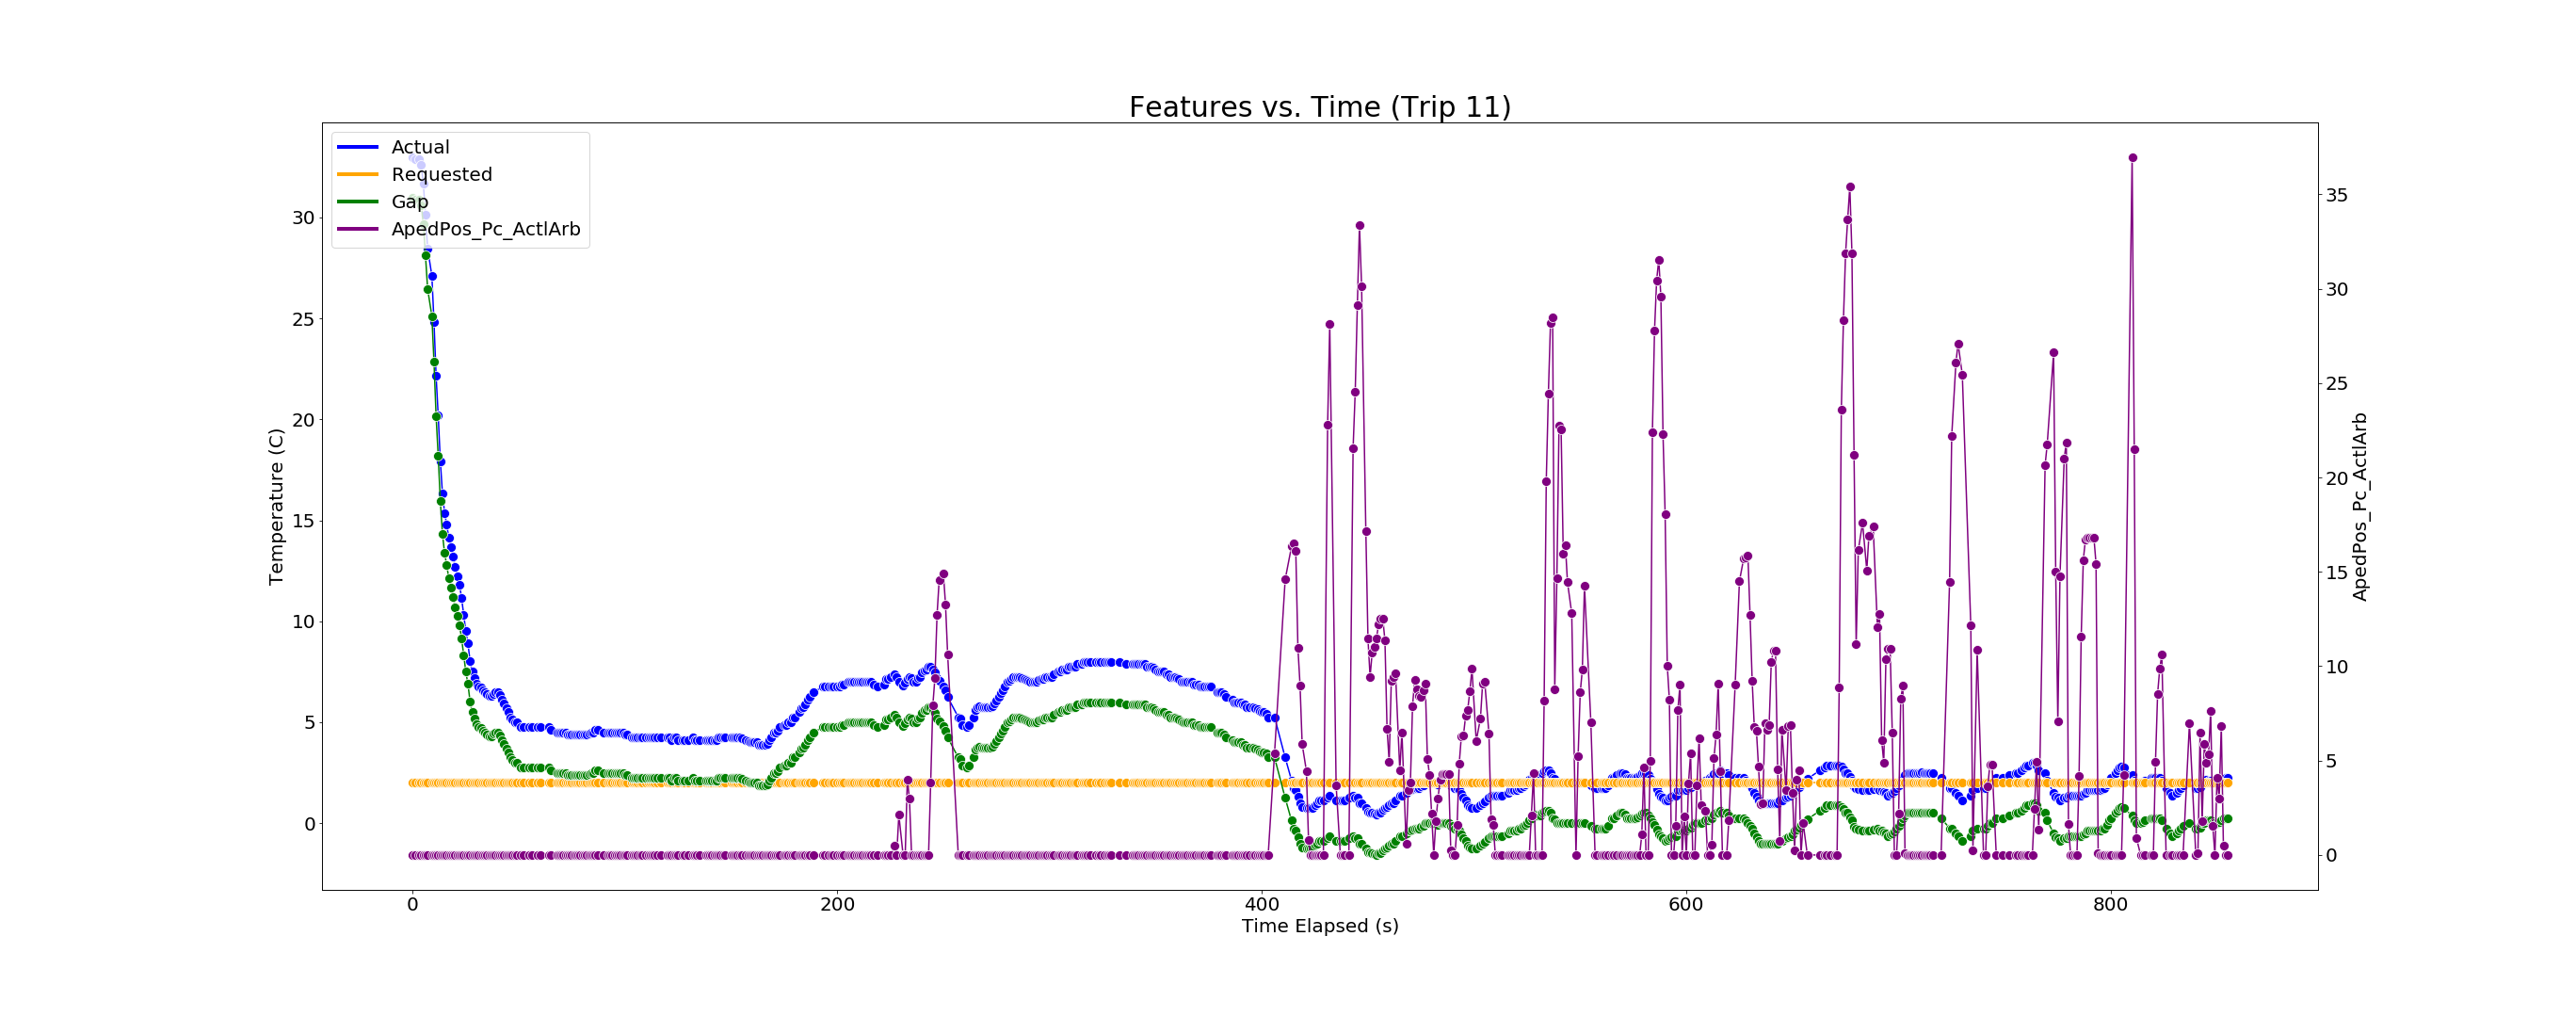 Features vs. Time (Trip 11)
Actual
Requested
Gap
ApedPos_Pc_ActlArb
Temperature (C)
30
25
20
15
10
5
0
35
30
25
20
15
10
5
0
ApedPos_Pc_ActlArb
0 200 400 600 800
Time Elapsed (s)